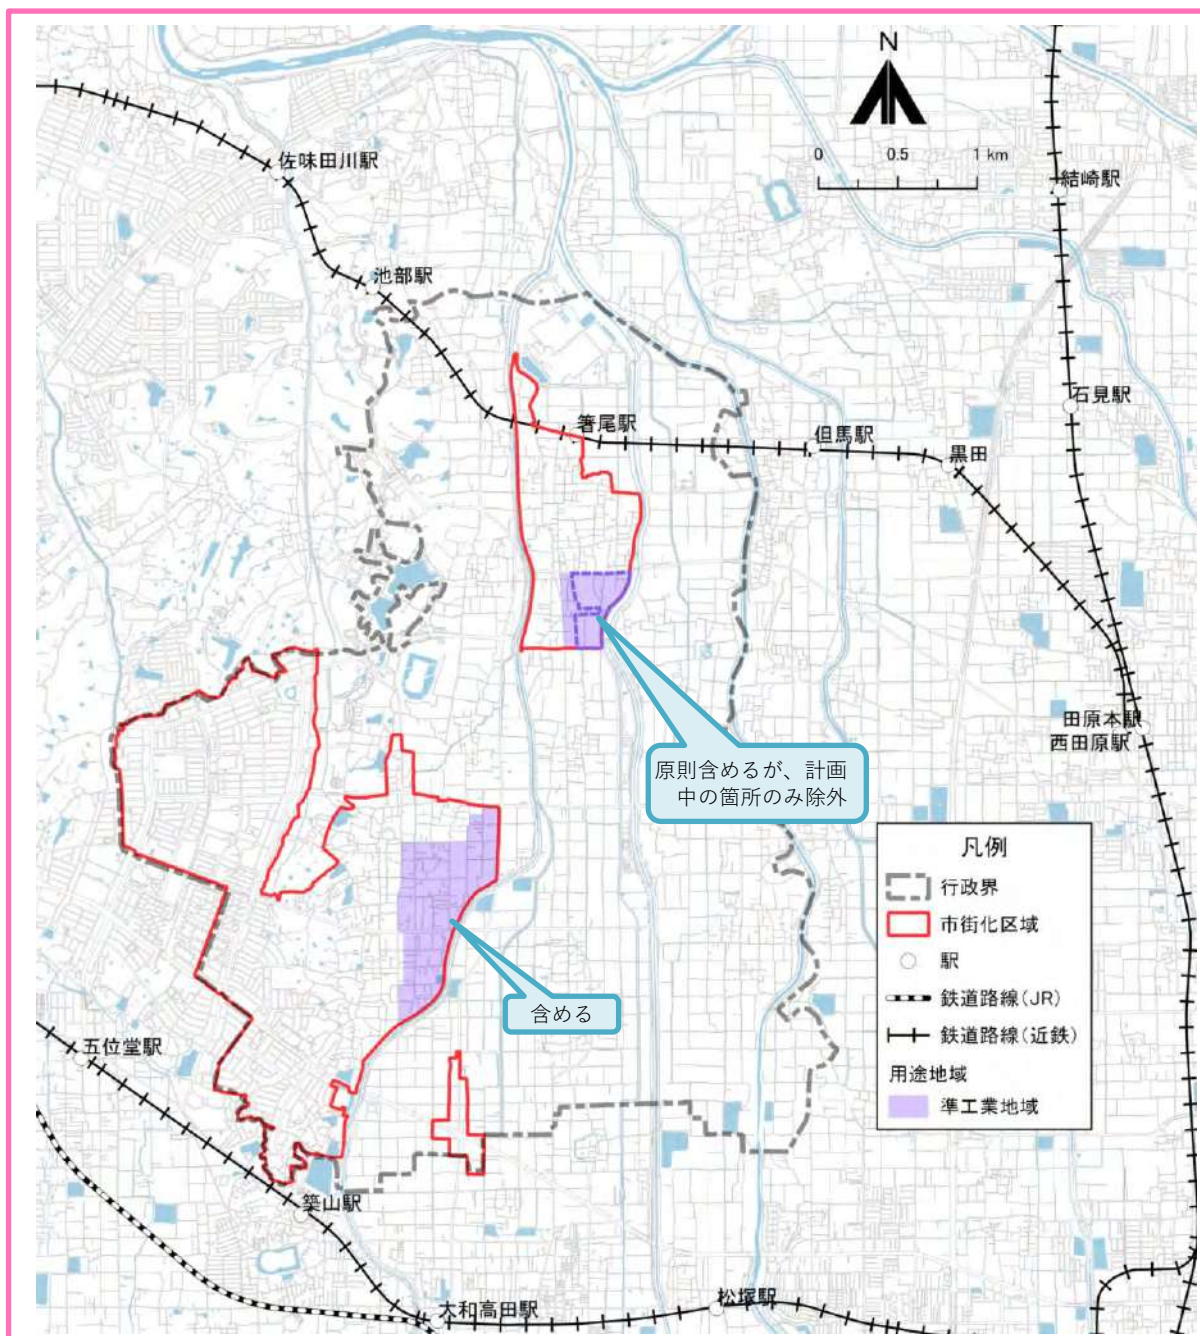 N
0 0.5 1 km
佐味田川駅
結崎駅
池部駅
石見駅
箸尾駅
但馬駅
黒田
田原本駅
西田原駅
原則含めるが、計画
中の箇所のみ除外
凡例
行政界
市街化区域
駅
鉄道路線(JR)
鉄道路線(近鉄)
用途地域
準工業地域
含める
五位堂駅
築山駅
大和高田駅
松塚駅